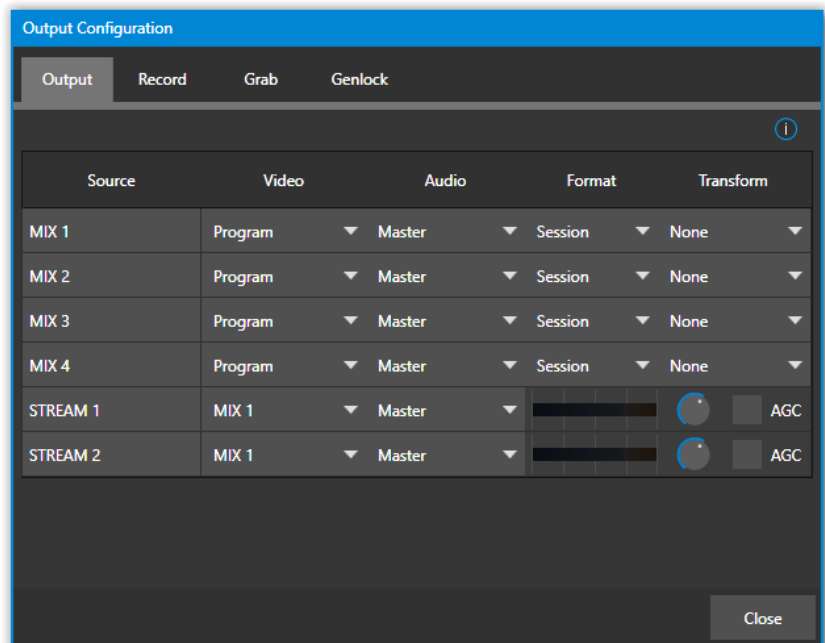 Output Configuration
Output Record Grab Genlock
i
Source Video Audio Format Transform
MIX 1 Program Master Session None
MIX 2 Program Master Session None
MIX 3 Program Master Session None
MIX 4 Program Master Session None
STREAM 1 MIX 1 Master AGC
STREAM 2 MIX 1 Master AGC
Close